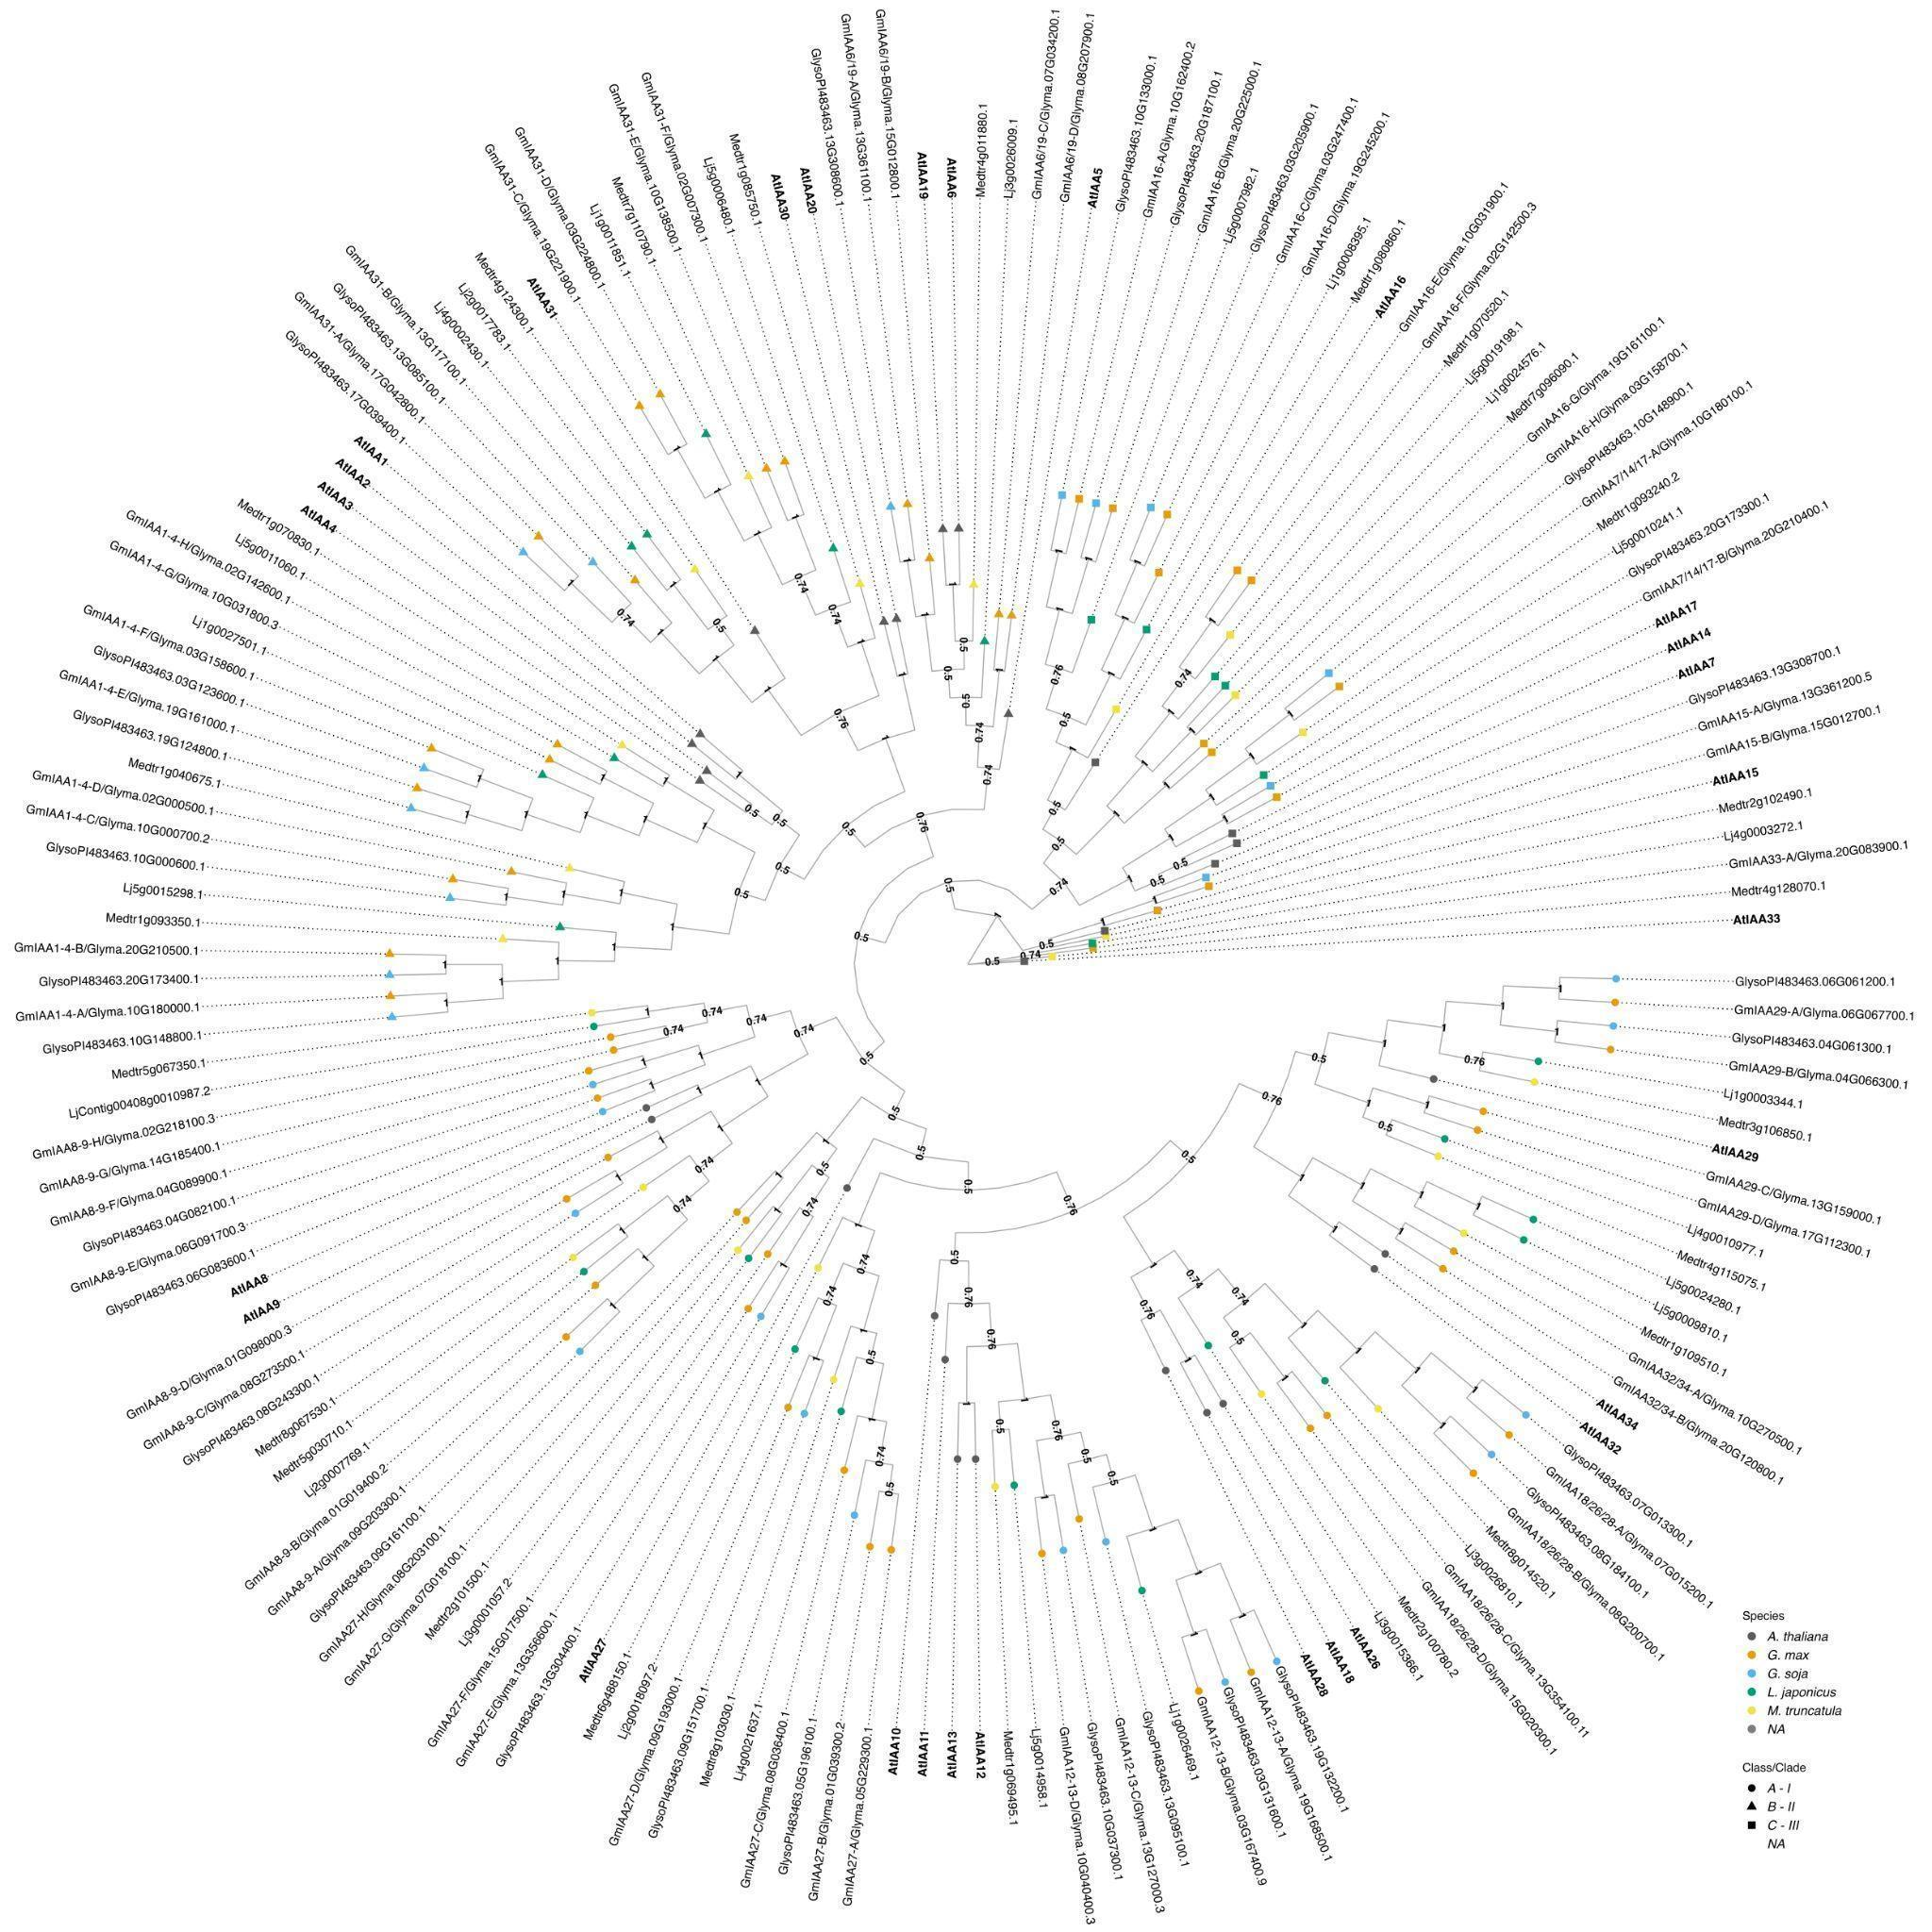 GlysoPI483463.06G061200.1
GmIAA29-A/Glyma.06G067700.1
GlysoPI483463.04G061300.1
GmIAA29-B/Glyma.04G066300.1
Lj1g0003344.1
Medtr3g106850.1
AtIAA29
GmIAA29-C/Glyma.13G159000.1
GmIAA29-D/Glyma.17G112300.1
Lj4g0010977.1
Medtr4g115075.1
Lj5g0024280.1
Lj5g0009810.1
Medtr1g109510.1
GmIAA32/34-A/Glyma.10G270500.1
GmIAA32/34-B/Glyma.20G120800.1
AtIAA34
AtIAA32
GlysoPI483463.07G013300.1
GmIAA18/26/28-A/Glyma.07G015200.1
GlysoPI483463.08G184100.1
GmIAA18/26/28-B/Glyma.08G200700.1
Medtr8g014520.1
Lj3g0026810.1
GmIAA18/26/28-C/Glyma.13G354100.11
GmIAA18/26/28-D/Glyma.15G020300.1
Medtr2g100780.2
Lj3g0015366.1
AtIAA26
AtIAA18
AtIAA28
GlysoPI483463.19G132200.1
GmIAA12-13-A/Glyma.19G168500.1
GlysoPI483463.03G131600.1
GmIAA12-13-B/Glyma.03G167400.9
Lj1g0026469.1
GlysoPI483463.13G095100.1
GmIAA12-13-C/Glyma.13G127000.3
GlysoPI483463.10G037300.1
GmIAA12-13-D/Glyma.10G040400.3
Lj5g0014958.1
Medtr1g069495.1
AtIAA12
AtIAA13
AtIAA11
AtIAA10
GmIAA27-A/Glyma.05G229300.1
GmIAA27-B/Glyma.01G039300.2
GlysoPI483463.05G196100.1
GmIAA27-C/Glyma.08G036400.1
Lj4g0021637.1
Medtr8g103030.1
GlysoPI483463.09G151700.1
GmIAA27-D/Glyma.09G193000.1
Lj2g0018097.2
Medtr6g488150.1
AtIAA27
GlysoPI483463.13G304400.1
GmIAA27-E/Glyma.13G356600.1
GmIAA27-F/Glyma.15G017500.1
Lj3g0001057.2
Medtr2g101500.1
GmIAA27-G/Glyma.07G018100.1
GmIAA27-H/Glyma.08G203100.1
GlysoPI483463.09G161100.1
GmIAA8-9-A/Glyma.09G203300.1
GmIAA8-9-B/Glyma.01G019400.2
Lj2g0007769.1
Medtr5g030710.1
Medtr8g067530.1
GlysoPI483463.08G243300.1
GmIAA8-9-C/Glyma.08G273500.1
GmIAA8-9-D/Glyma.01G098000.3
AtIAA9
AtIAA8
GlysoPI483463.06G083600.1
GmIAA8-9-E/Glyma.06G091700.3
GlysoPI483463.04G082100.1
GmIAA8-9-F/Glyma.04G089900.1
GmIAA8-9-G/Glyma.14G185400.1
GmIAA8-9-H/Glyma.02G218100.3
LjContig00408g0010987.2
Medtr5g067350.1
GlysoPI483463.10G148800.1
GmIAA1-4-A/Glyma.10G180000.1
GlysoPI483463.20G173400.1
GmIAA1-4-B/Glyma.20G210500.1
Medtr1g093350.1
Lj5g0015298.1
GlysoPI483463.10G000600.1
GmIAA1-4-C/Glyma.10G000700.2
GmIAA1-4-D/Glyma.02G000500.1
Medtr1g040675.1
GlysoPI483463.19G124800.1
GmIAA1-4-E/Glyma.19G161000.1
GlysoPI483463.03G123600.1
GmIAA1-4-F/Glyma.03G158600.1
Lj1g0027501.1
GmIAA1-4-G/Glyma.10G031800.3
GmIAA1-4-H/Glyma.02G142600.1
Lj5g0011060.1
Medtr1g070830.1
AtIAA4
AtIAA3
AtIAA2
AtIAA1
GlysoPI483463.17G039400.1
GmIAA31-A/Glyma.17G042800.1
GlysoPI483463.13G085100.1
GmIAA31-B/Glyma.13G117100.1
Lj4g0002430.1
Lj2g0017783.1
Medtr4g124300.1
AtIAA31
GmIAA31-C/Glyma.19G221900.1
GmIAA31-D/Glyma.03G224800.1
Lj1g0011851.1
Medtr7g110790.1
GmIAA31-E/Glyma.10G138500.1
GmIAA31-F/Glyma.02G007300.1
Lj5g0006480.1
Medtr1g085750.1
AtIAA30
AtIAA20
GlysoPI483463.13G308600.1
GmIAA6/19-A/Glyma.13G361100.1
GmIAA6/19-B/Glyma.15G012800.1
AtIAA19
AtIAA6
Medtr4g011880.1
Lj3g0026009.1
GmIAA6/19-C/Glyma.07G034200.1
GmIAA6/19-D/Glyma.08G207900.1
AtIAA5
GlysoPI483463.10G133000.1
GmIAA16-A/Glyma.10G162400.2
GlysoPI483463.20G187100.1
GmIAA16-B/Glyma.20G225000.1
Lj5g0007982.1
GlysoPI483463.03G205900.1
GmIAA16-C/Glyma.03G247400.1
GmIAA16-D/Glyma.19G245200.1
Lj1g0008395.1
Medtr1g080860.1
AtIAA16
GmIAA16-E/Glyma.10G031900.1
GmIAA16-F/Glyma.02G142500.3
Medtr1g070520.1
Lj5g0019198.1
Lj1g0024576.1
Medtr7g096090.1
GmIAA16-G/Glyma.19G161100.1
GmIAA16-H/Glyma.03G158700.1
GlysoPI483463.10G148900.1
GmIAA7/14/17-A/Glyma.10G180100.1
Medtr1g093240.2
Lj5g0010241.1
GlysoPI483463.20G173300.1
GmIAA7/14/17-B/Glyma.20G210400.1
AtIAA17
AtIAA14
AtIAA7
GlysoPI483463.13G308700.1
GmIAA15-A/Glyma.13G361200.5
GmIAA15-B/Glyma.15G012700.1
AtIAA15
Medtr2g102490.1
Lj4g0003272.1
GmIAA33-A/Glyma.20G083900.1
Medtr4g128070.1
AtIAA33
Species
A. thaliana
G. max
G. soja
L. japonicus
M. truncatula
NA
Class/Clade
A - I
B - II
C - III
NA